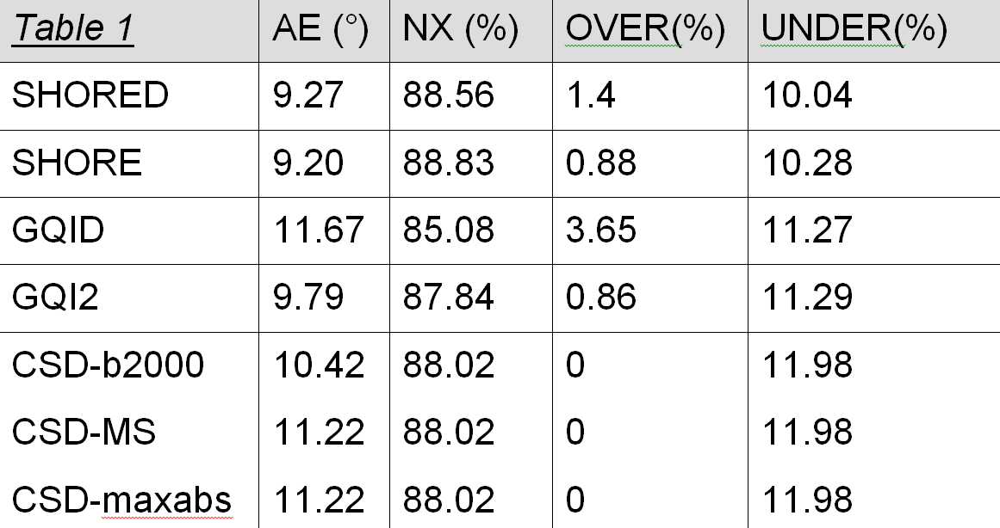 Table 1 AE (°) NX (%) OVER(%) UNDER(%)
SHORED 9.27 88.56 1.4 10.04
SHORE 9.20 88.83 0.88 10.28
GQID 11.67 85.08 3.65 11.27
GQI2 9.79 87.84 0.86 11.29
CSD-b2000 10.42 88.02 0 11.98
CSD-MS 11.22 88.02 0 11.98
CSD-maxabs 11.22 88.02 0 11.98